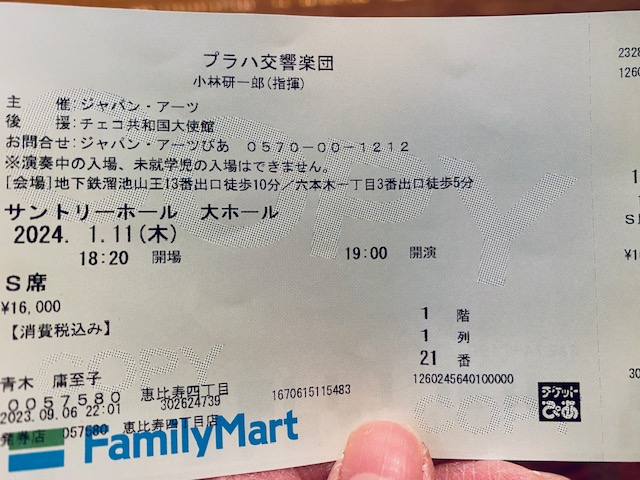 プラハ交響楽団
小林研一郎(指揮)
主　　催:ジャパン・アーツ
後　　援:チェコ共和国大使館
お問合せ:ジャパン・アーツぴあ　0570-00-1212
※演奏中の入場、未就学児の入場はできません。
[会場]地下鉄溜池山王13番出口徒歩10分/六本木一丁目3番出口徒歩5分
サントリーホール　大ホール
2024. 1.11(木)
18:20　開場　19:00　開演
S席
¥16,000
【消費税込み】
1　階
1　列
21　番
青木　庸至子
1260245640100000
0057580　恵比寿四丁目
302624739　1670615115483
2023.09.06 22:01
発券店　057580　恵比寿四丁目店
FamilyMart
チケットぴあ
COPY
COPY
COPY
2328
1260
1
S席
¥1
30